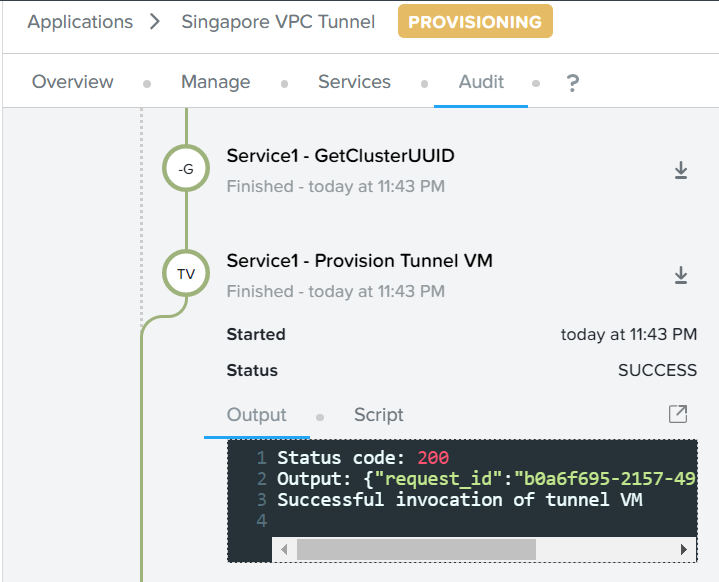 Applications > Singapore VPC Tunnel PROVISIONING
Overview Manage Services Audit ?
-G Service1 - GetClusterUUID
Finished - today at 11:43 PM
TV Service1 - Provision Tunnel VM
Finished - today at 11:43 PM
Started today at 11:43 PM
Status SUCCESS
Output Script
1 Status code: 200
2 Output: {"request_id":"b0a6f695-2157-49
3 Successful invocation of tunnel VM
4